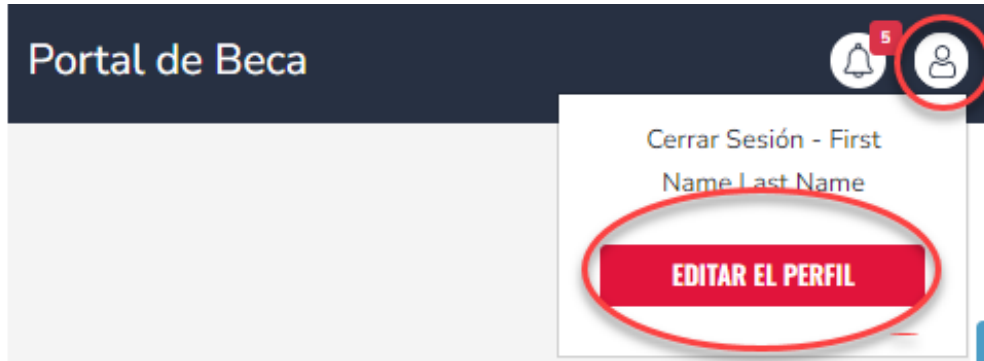 Portal de Beca
5
Cerrar Sesión - First
Name Last Name
EDITAR EL PERFIL